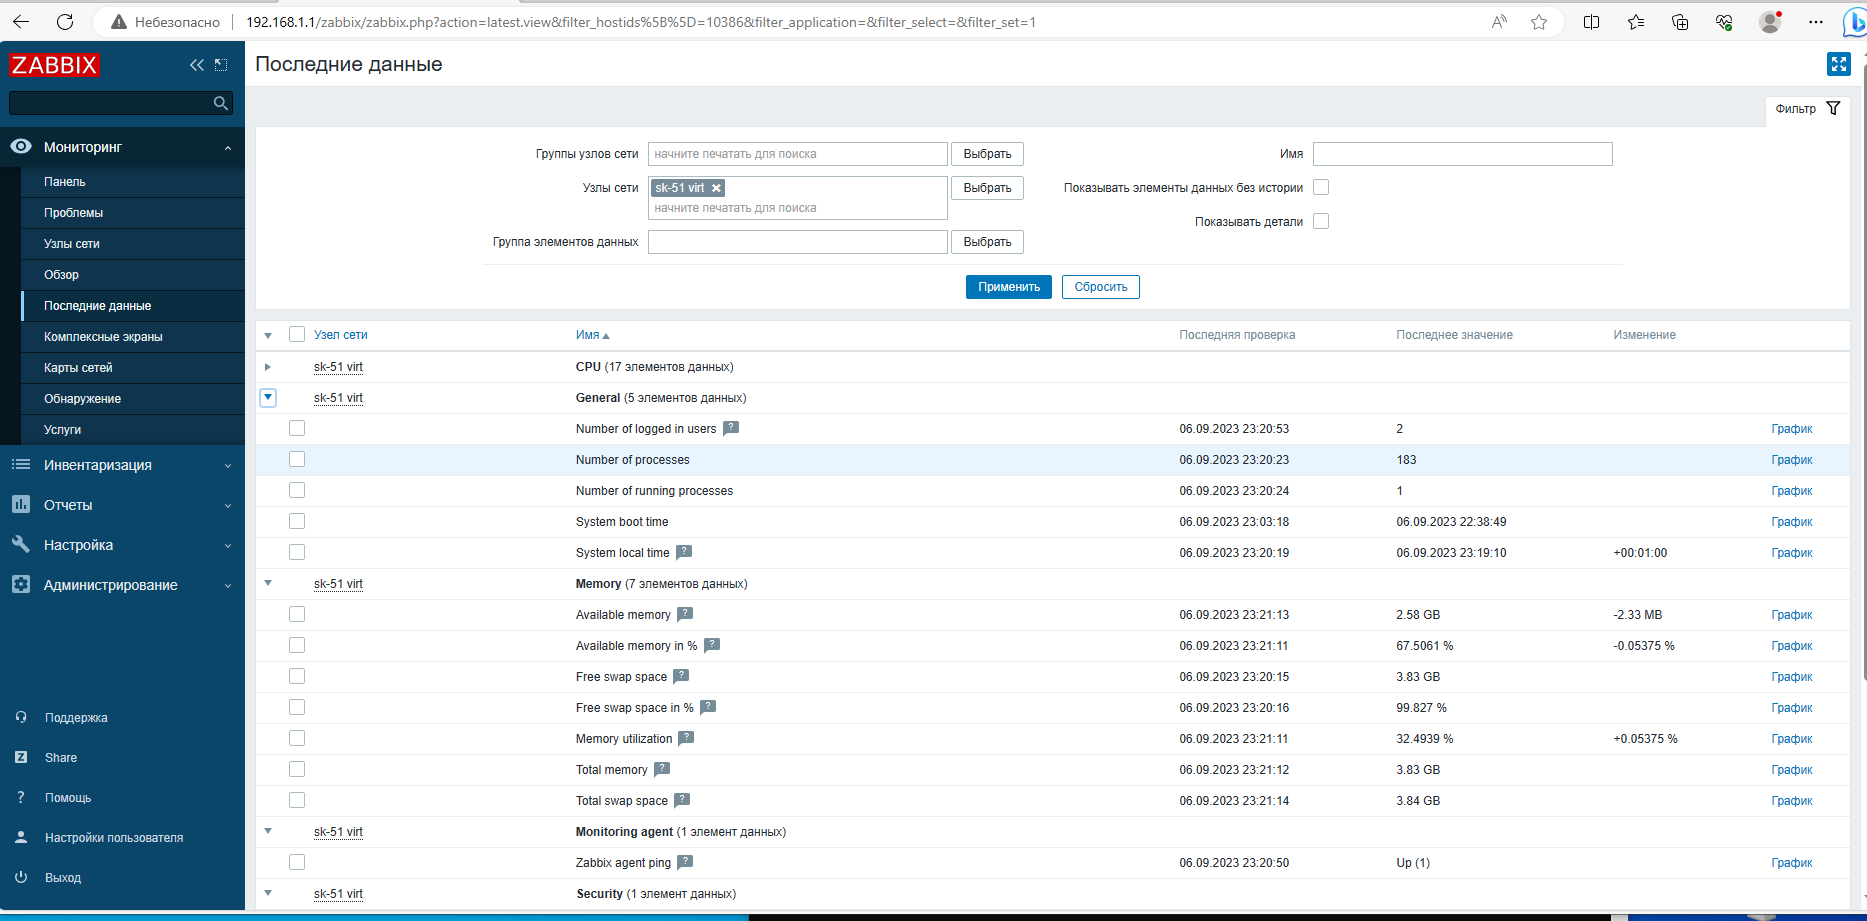 Небезопасно
192.168.1.1/zabbix/zabbix.php?action=latest.view&filter_hostids%5B%5D=10386&filter_application=&filter_select=&filter_set=1
ZABBIX
Последние данные
Фильтр
Мониторинг
Панель
Проблемы
Узлы сети
Обзор
Последние данные
Комплексные экраны
Карты сетей
Обнаружение
Услуги
Инвентаризация
Отчеты
Настройка
Администрирование
Поддержка
Share
Помощь
Настройки пользователя
Выход
Группы узлов сети начните печатать для поиска Выбрать
Узлы сети sk-51 virt Выбрать
начните печатать для поиска
Группа элементов данных Выбрать
Имя
Показывать элементы данных без истории
Показывать детали
Применить Сбросить
Узел сети Имя Последняя проверка Последнее значение Изменение
sk-51 virt CPU (17 элементов данных)
sk-51 virt General (5 элементов данных)
Number of logged in users ? 06.09.2023 23:20:53 2 График
Number of processes 06.09.2023 23:20:23 183 График
Number of running processes 06.09.2023 23:20:24 1 График
System boot time 06.09.2023 23:03:18 06.09.2023 22:38:49 График
System local time ? 06.09.2023 23:20:19 06.09.2023 23:19:10 +00:01:00 График
sk-51 virt Memory (7 элементов данных)
Available memory ? 06.09.2023 23:21:13 2.58 GB -2.33 MB График
Available memory in % ? 06.09.2023 23:21:11 67.5061 % -0.05375 % График
Free swap space ? 06.09.2023 23:20:15 3.83 GB График
Free swap space in % ? 06.09.2023 23:20:16 99.827 % График
Memory utilization ? 06.09.2023 23:21:11 32.4939 % +0.05375 % График
Total memory ? 06.09.2023 23:21:12 3.83 GB График
Total swap space ? 06.09.2023 23:21:14 3.84 GB График
sk-51 virt Monitoring agent (1 элемент данных)
Zabbix agent ping ? 06.09.2023 23:20:50 Up (1) График
sk-51 virt Security (1 элемент данных)